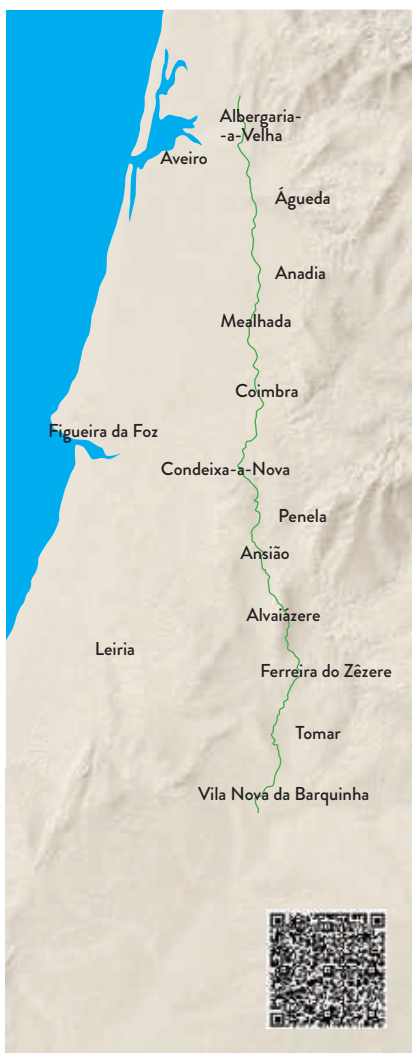 Albergaria-
-a-Velha
Aveiro
Águeda
Anadia
Mealhada
Coimbra
Figueira da Foz
Condeixa-a-Nova
Penela
Ansião
Alvaiázere
Leiria
Ferreira do Zêzere
Tomar
Vila Nova da Barquinha